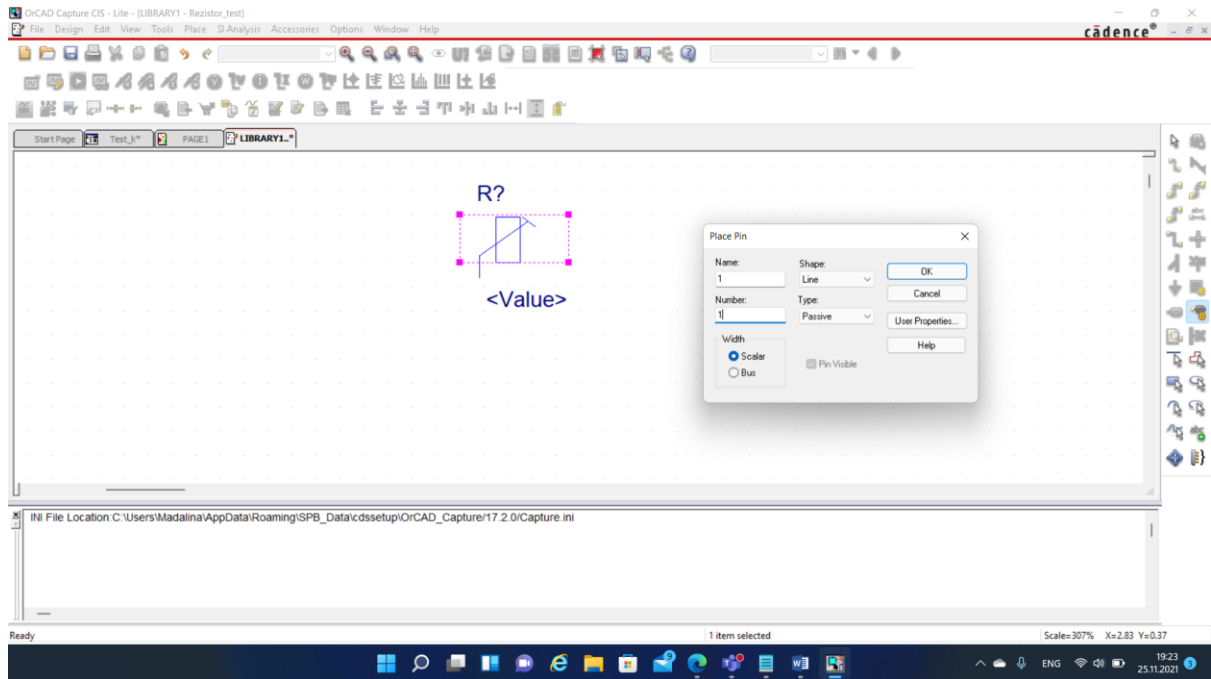 OrCAD Capture CIS - Lite - [LIBRARY1 - Rezistor_test]
File Design Edit View Tools Place SI Analysis Accessories Options Window Help
cādence®
Start Page Test_k* PAGE1 LIBRARY1..*
R?
<Value>
Place Pin
Name:
1
Shape:
Line
OK
Cancel
Number:
1
Type:
Passive
User Properties...
Width
Scalar
Bus
Pin Visible
Help
INI File Location:C:\Users\Madalina\AppData\Roaming\SPB_Data\cdssetup\OrCAD_Capture/17.2.0/Capture.ini
Ready 1 item selected Scale=307% X=2.83 Y=0.37
ENG 19:23
25.11.2021